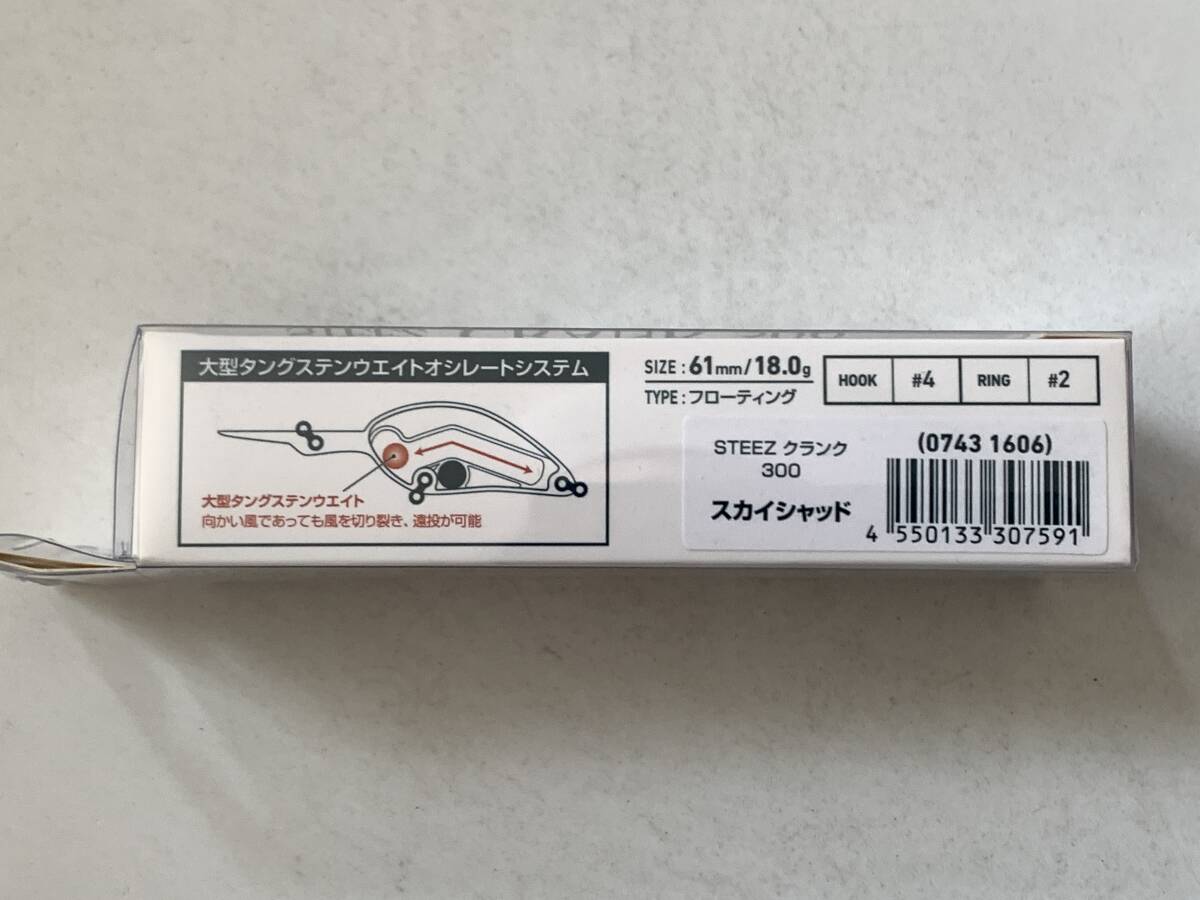 大型タングステンウエイトオシレートシステム
大型タングステンウエイト
向かい風であっても風を切り裂き、遠投が可能
SIZE : 61mm/18.0g
TYPE : フローティング
HOOK #4 RING #2
STEEZ クランク
300
スカイシャッド
(0743 1606)
4 550133 307591